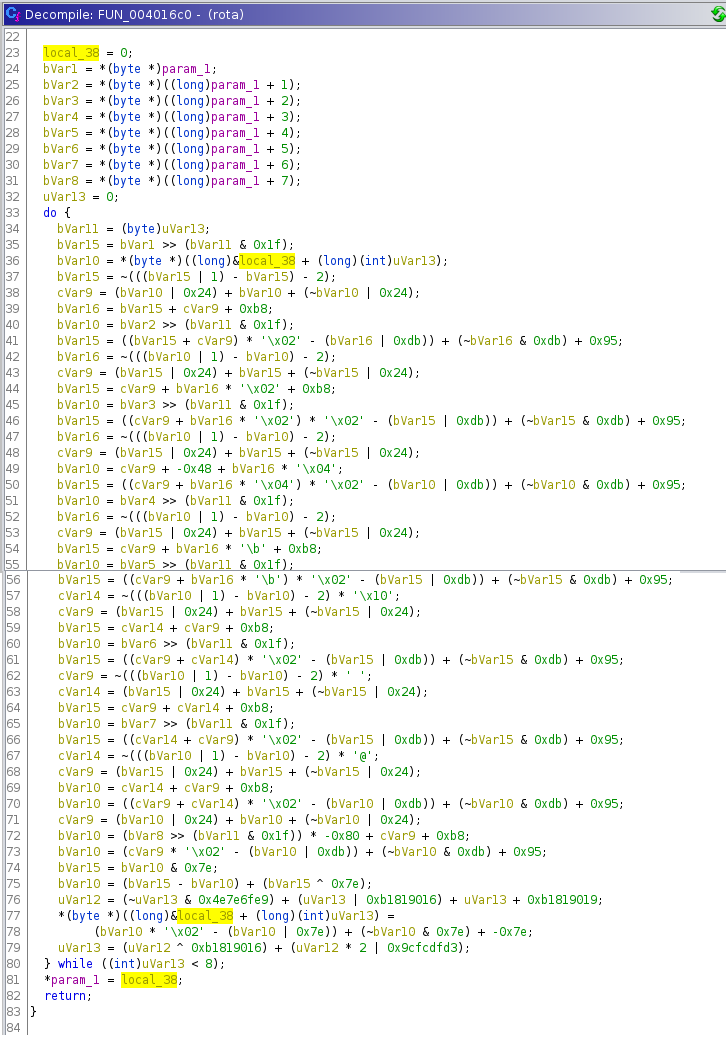 Decompile: FUN_004016c0 - (rota)
22
23 local_38 = 0;
24 bVar1 = *(byte *)param_1;
25 bVar2 = *(byte *)((long)param_1 + 1);
26 bVar3 = *(byte *)((long)param_1 + 2);
27 bVar4 = *(byte *)((long)param_1 + 3);
28 bVar5 = *(byte *)((long)param_1 + 4);
29 bVar6 = *(byte *)((long)param_1 + 5);
30 bVar7 = *(byte *)((long)param_1 + 6);
31 bVar8 = *(byte *)((long)param_1 + 7);
32 uVar13 = 0;
33 do {
34 bVar11 = (byte)uVar13;
35 bVar15 = bVar1 >> (bVar11 & 0x1f);
36 bVar10 = *(byte *)((long)&local_38 + (long)(int)uVar13);
37 bVar15 = ~(((bVar15 | 1) - bVar15) - 2);
38 cVar9 = (bVar10 | 0x24) + bVar10 + (~bVar10 | 0x24);
39 bVar16 = bVar15 + cVar9 + 0xb8;
40 bVar10 = bVar2 >> (bVar11 & 0x1f);
41 bVar15 = ((bVar15 + cVar9) * '\x02' - (bVar16 | 0xdb)) + (~bVar16 & 0xdb) + 0x95;
42 bVar16 = ~(((bVar10 | 1) - bVar10) - 2);
43 cVar9 = (bVar15 | 0x24) + bVar15 + (~bVar15 | 0x24);
44 bVar15 = cVar9 + bVar16 * '\x02' + 0xb8;
45 bVar10 = bVar3 >> (bVar11 & 0x1f);
46 bVar15 = ((cVar9 + bVar16 * '\x02') * '\x02' - (bVar15 | 0xdb)) + (~bVar15 & 0xdb) + 0x95;
47 bVar16 = ~(((bVar10 | 1) - bVar10) - 2);
48 cVar9 = (bVar15 | 0x24) + bVar15 + (~bVar15 | 0x24);
49 bVar10 = cVar9 + -0x48 + bVar16 * '\x04';
50 bVar15 = ((cVar9 + bVar16 * '\x04') * '\x02' - (bVar10 | 0xdb)) + (~bVar10 & 0xdb) + 0x95;
51 bVar10 = bVar4 >> (bVar11 & 0x1f);
52 bVar16 = ~(((bVar10 | 1) - bVar10) - 2);
53 cVar9 = (bVar15 | 0x24) + bVar15 + (~bVar15 | 0x24);
54 bVar15 = cVar9 + bVar16 * '\b' + 0xb8;
55 bVar10 = bVar5 >> (bVar11 & 0x1f);
56 bVar15 = ((cVar9 + bVar16 * '\b') * '\x02' - (bVar15 | 0xdb)) + (~bVar15 & 0xdb) + 0x95;
57 cVar14 = ~(((bVar10 | 1) - bVar10) - 2) * '\x10';
58 cVar9 = (bVar15 | 0x24) + bVar15 + (~bVar15 | 0x24);
59 bVar15 = cVar14 + cVar9 + 0xb8;
60 bVar10 = bVar6 >> (bVar11 & 0x1f);
61 bVar15 = ((cVar9 + cVar14) * '\x02' - (bVar15 | 0xdb)) + (~bVar15 & 0xdb) + 0x95;
62 cVar9 = ~(((bVar10 | 1) - bVar10) - 2) * ' ';
63 cVar14 = (bVar15 | 0x24) + bVar15 + (~bVar15 | 0x24);
64 bVar15 = cVar9 + cVar14 + 0xb8;
65 bVar10 = bVar7 >> (bVar11 & 0x1f);
66 bVar15 = ((cVar14 + cVar9) * '\x02' - (bVar15 | 0xdb)) + (~bVar15 & 0xdb) + 0x95;
67 cVar14 = ~(((bVar10 | 1) - bVar10) - 2) * '@';
68 cVar9 = (bVar15 | 0x24) + bVar15 + (~bVar15 | 0x24);
69 bVar10 = cVar14 + cVar9 + 0xb8;
70 bVar10 = ((cVar9 + cVar14) * '\x02' - (bVar10 | 0xdb)) + (~bVar10 & 0xdb) + 0x95;
71 cVar9 = (bVar10 | 0x24) + bVar10 + (~bVar10 | 0x24);
72 bVar10 = (bVar8 >> (bVar11 & 0x1f)) * -0x80 + cVar9 + 0xb8;
73 bVar10 = (cVar9 * '\x02' - (bVar10 | 0xdb)) + (~bVar10 & 0xdb) + 0x95;
74 bVar15 = bVar10 & 0x7e;
75 bVar10 = (bVar15 - bVar10) + (bVar15 ^ 0x7e);
76 uVar12 = (~uVar13 & 0x4e7e6fe9) + (uVar13 | 0xb1819016) + uVar13 + 0xb1819019;
77 *(byte *)((long)&local_38 + (long)(int)uVar13) =
78 (bVar10 * '\x02' - (bVar10 | 0x7e)) + (~bVar10 & 0x7e) + -0x7e;
79 uVar13 = (uVar12 ^ 0xb1819016) + (uVar12 * 2 | 0x9cfcdfd3);
80 } while ((int)uVar13 < 8);
81 *param_1 = local_38;
82 return;
83 }
84